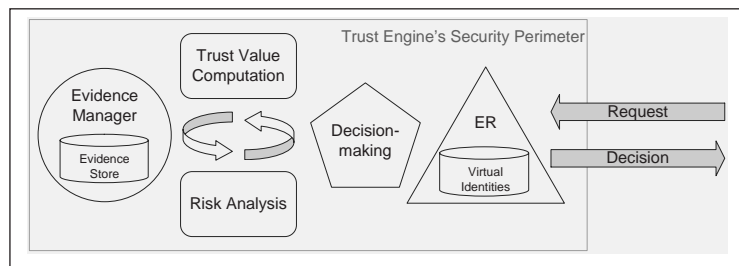 Trust Engine's Security Perimeter
Trust Value
Computation
Evidence
Manager
Evidence
Store
Risk Analysis
Decision-
making
ER
Virtual
Identities
Request
Decision